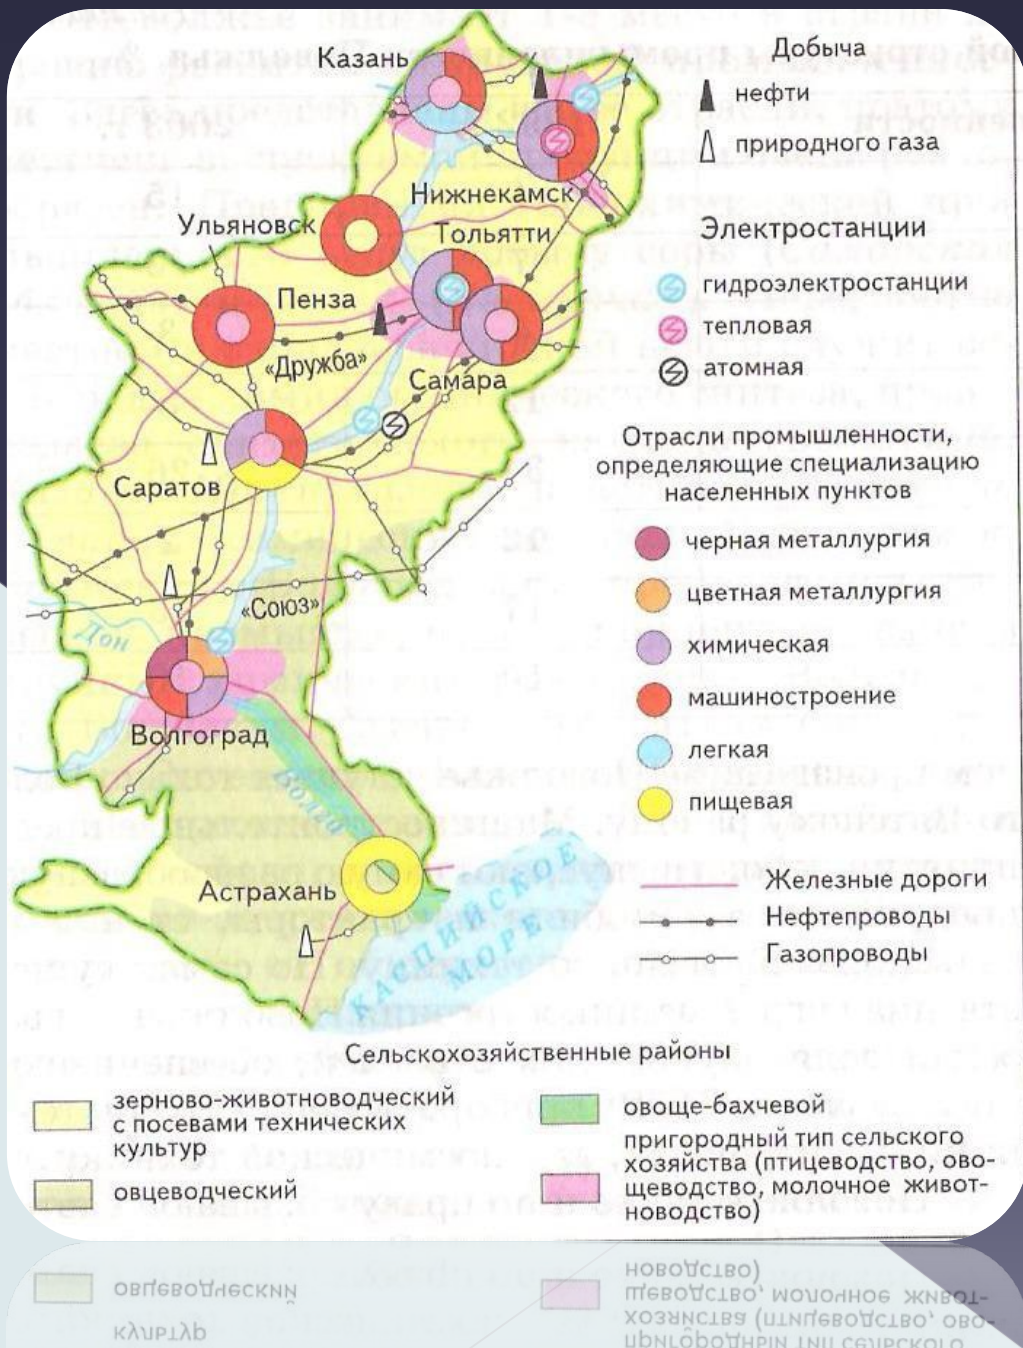 Казань
Нижнекамск
Ульяновск
Тольятти
Пенза
«Дружба»
Самара
Саратов
«Союз»
Дон
Волгоград
Волга
Астрахань
КАСПИЙСКОЕ
МОРЕ
Добыча
нефти
природного газа
Электростанции
гидроэлектростанции
тепловая
атомная
Отрасли промышленности,
определяющие специализацию
населенных пунктов
черная металлургия
цветная металлургия
химическая
машиностроение
легкая
пищевая
Железные дороги
Нефтепроводы
Газопроводы
Сельскохозяйственные районы
зерново-животноводческий
с посевами технических
культур
овцеводческий
овоще-бахчевой
пригородный тип сельского
хозяйства (птицеводство, ово-
щеводство, молочное живот-
новодство)